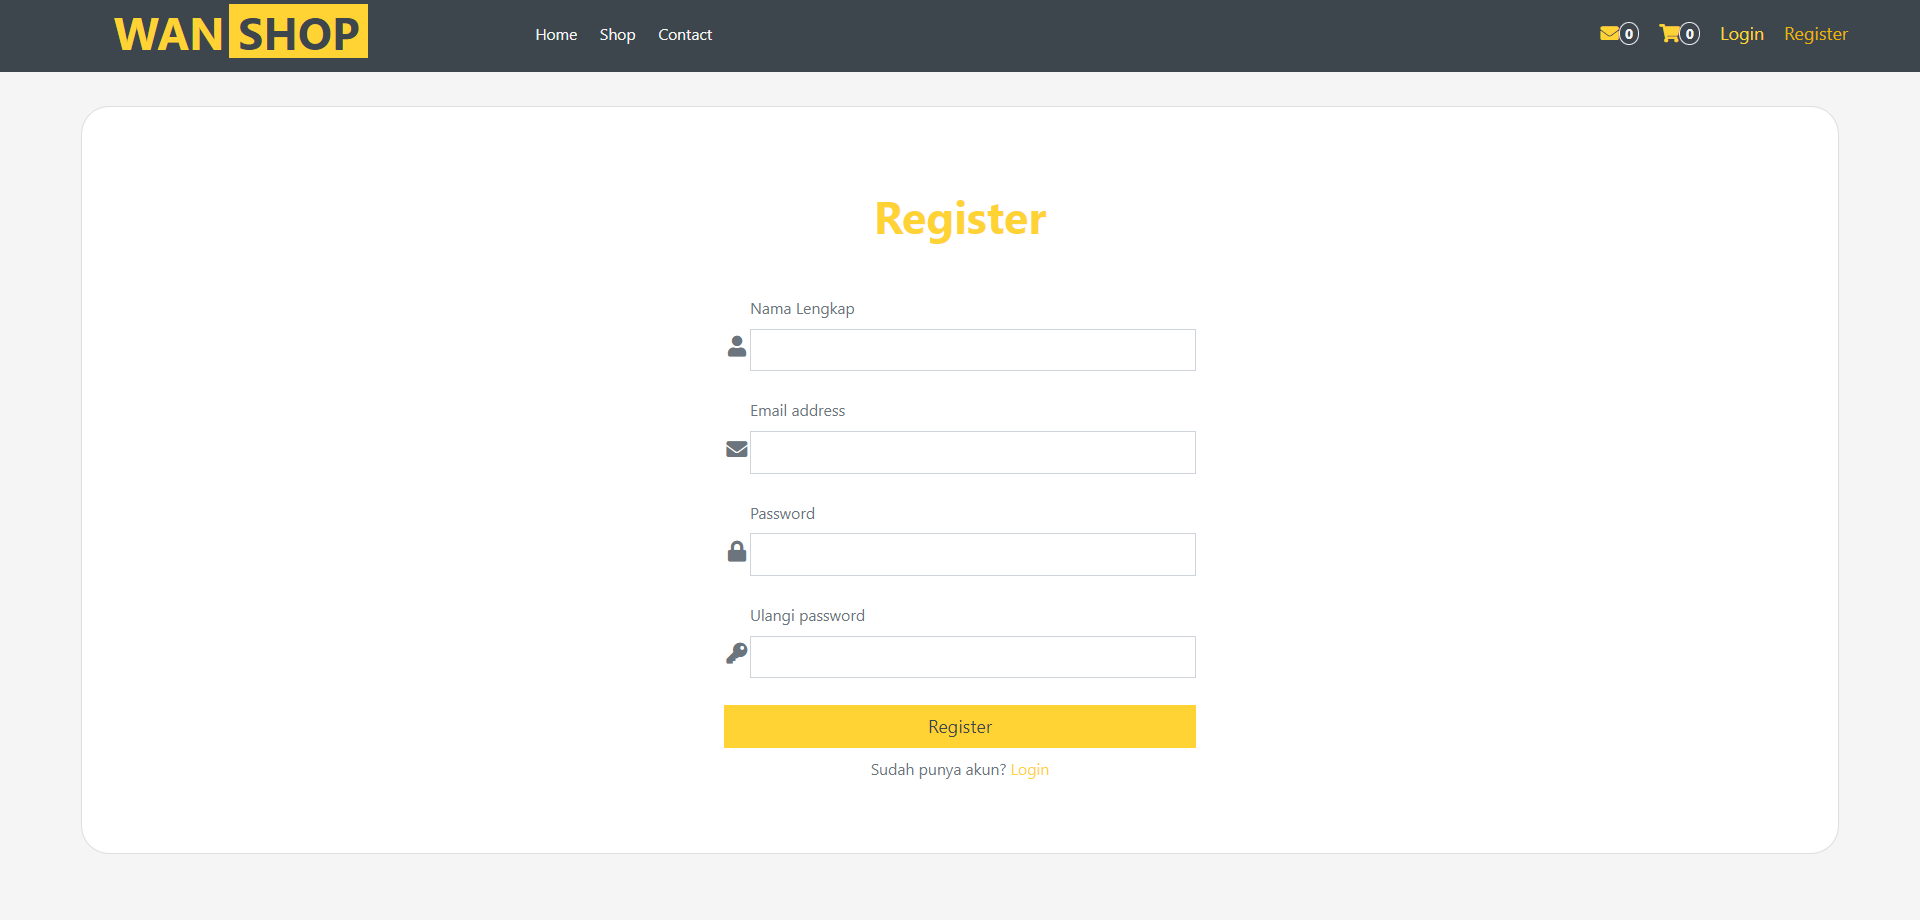 WAN SHOP Home Shop Contact 0 0 Login Register
Register
Nama Lengkap
Email address
Password
Ulangi password
Register
Sudah punya akun? Login